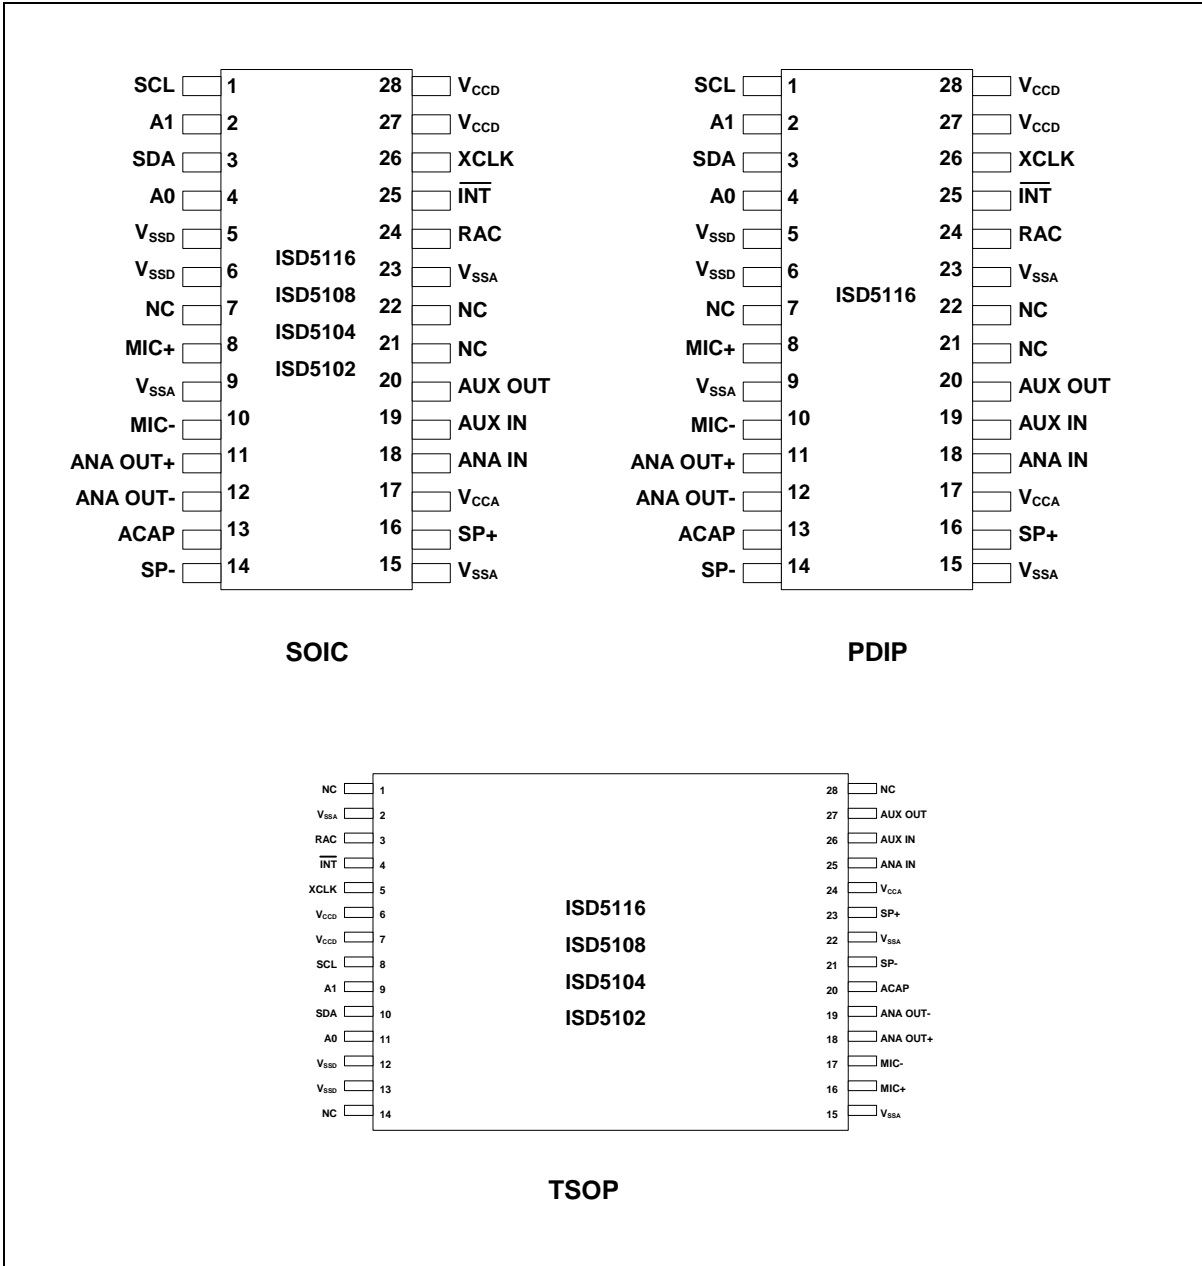 SCL 1 28 VCCD
A1 2 27 VCCD
SDA 3 26 XCLK
A0 4 25 INT
VSSD 5 24 RAC
VSSD 6 23 VSSA
NC 7 22 NC
MIC+ 8 21 NC
VSSA 9 20 AUX OUT
MIC- 10 19 AUX IN
ANA OUT+ 11 18 ANA IN
ANA OUT- 12 17 VCCA
ACAP 13 16 SP+
SP- 14 15 VSSA
ISD5116
ISD5108
ISD5104
ISD5102
SOIC
SCL 1 28 VCCD
A1 2 27 VCCD
SDA 3 26 XCLK
A0 4 25 INT
VSSD 5 24 RAC
VSSD 6 23 VSSA
NC 7 22 NC
MIC+ 8 21 NC
VSSA 9 20 AUX OUT
MIC- 10 19 AUX IN
ANA OUT+ 11 18 ANA IN
ANA OUT- 12 17 VCCA
ACAP 13 16 SP+
SP- 14 15 VSSA
ISD5116
PDIP
NC 1 28 NC
VSSA 2 27 AUX OUT
RAC 3 26 AUX IN
INT 4 25 ANA IN
XCLK 5 24 VCCA
VCCD 6 23 SP+
VCCD 7 22 VSSA
SCL 8 21 SP-
A1 9 20 ACAP
SDA 10 19 ANA OUT-
A0 11 18 ANA OUT+
VSSD 12 17 MIC-
VSSD 13 16 MIC+
NC 14 15 VSSA
ISD5116
ISD5108
ISD5104
ISD5102
TSOP